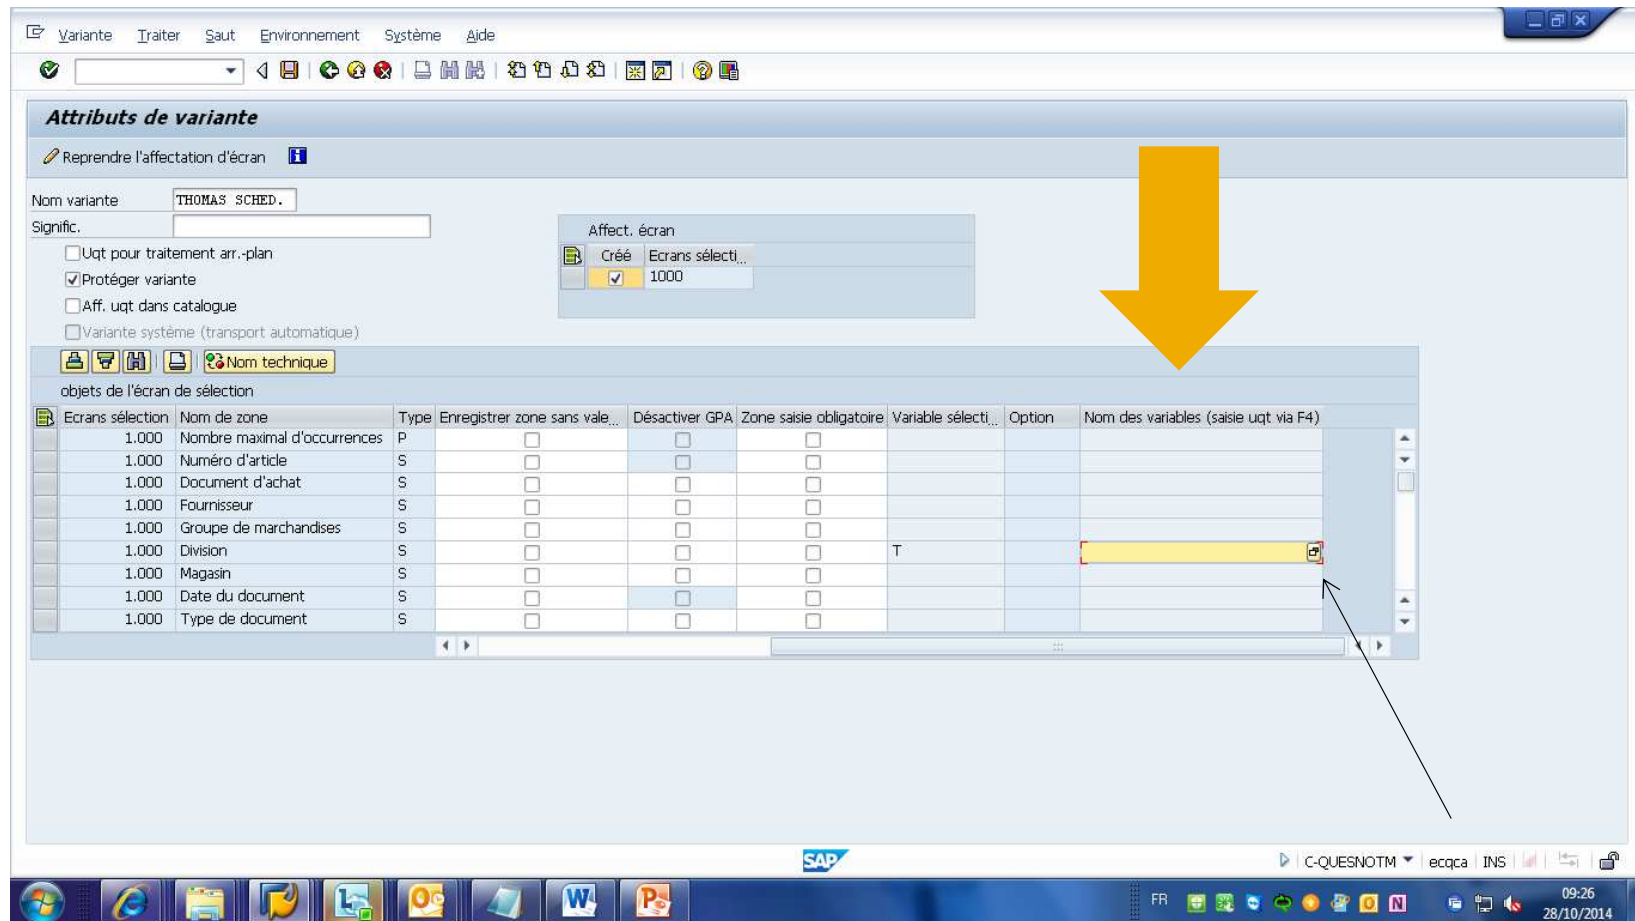 Variante Traiter Saut Environnement Système Aide
Attributs de variante
Reprendre l'affectation d'écran
Nom variante THOMAS SCHED.
Signific.
Uqt pour traitement arr.-plan
Protéger variante
Aff. uqt dans catalogue
Variante système (transport automatique)
Affect. écran
Créé Ecrans sélecti...
1000
Nom technique
objets de l'écran de sélection
Ecrans sélection Nom de zone Type Enregistrer zone sans vale... Désactiver GPA Zone saisie obligatoire Variable sélecti... Option Nom des variables (saisie uqt via F4)
1.000 Nombre maximal d'occurrences P
1.000 Numéro d'article S
1.000 Document d'achat S
1.000 Fournisseur S
1.000 Groupe de marchandises S
1.000 Division S T
1.000 Magasin S
1.000 Date du document S
1.000 Type de document S
SAP
C-QUESNOTM ecqca INS
FR
09:26
28/10/2014